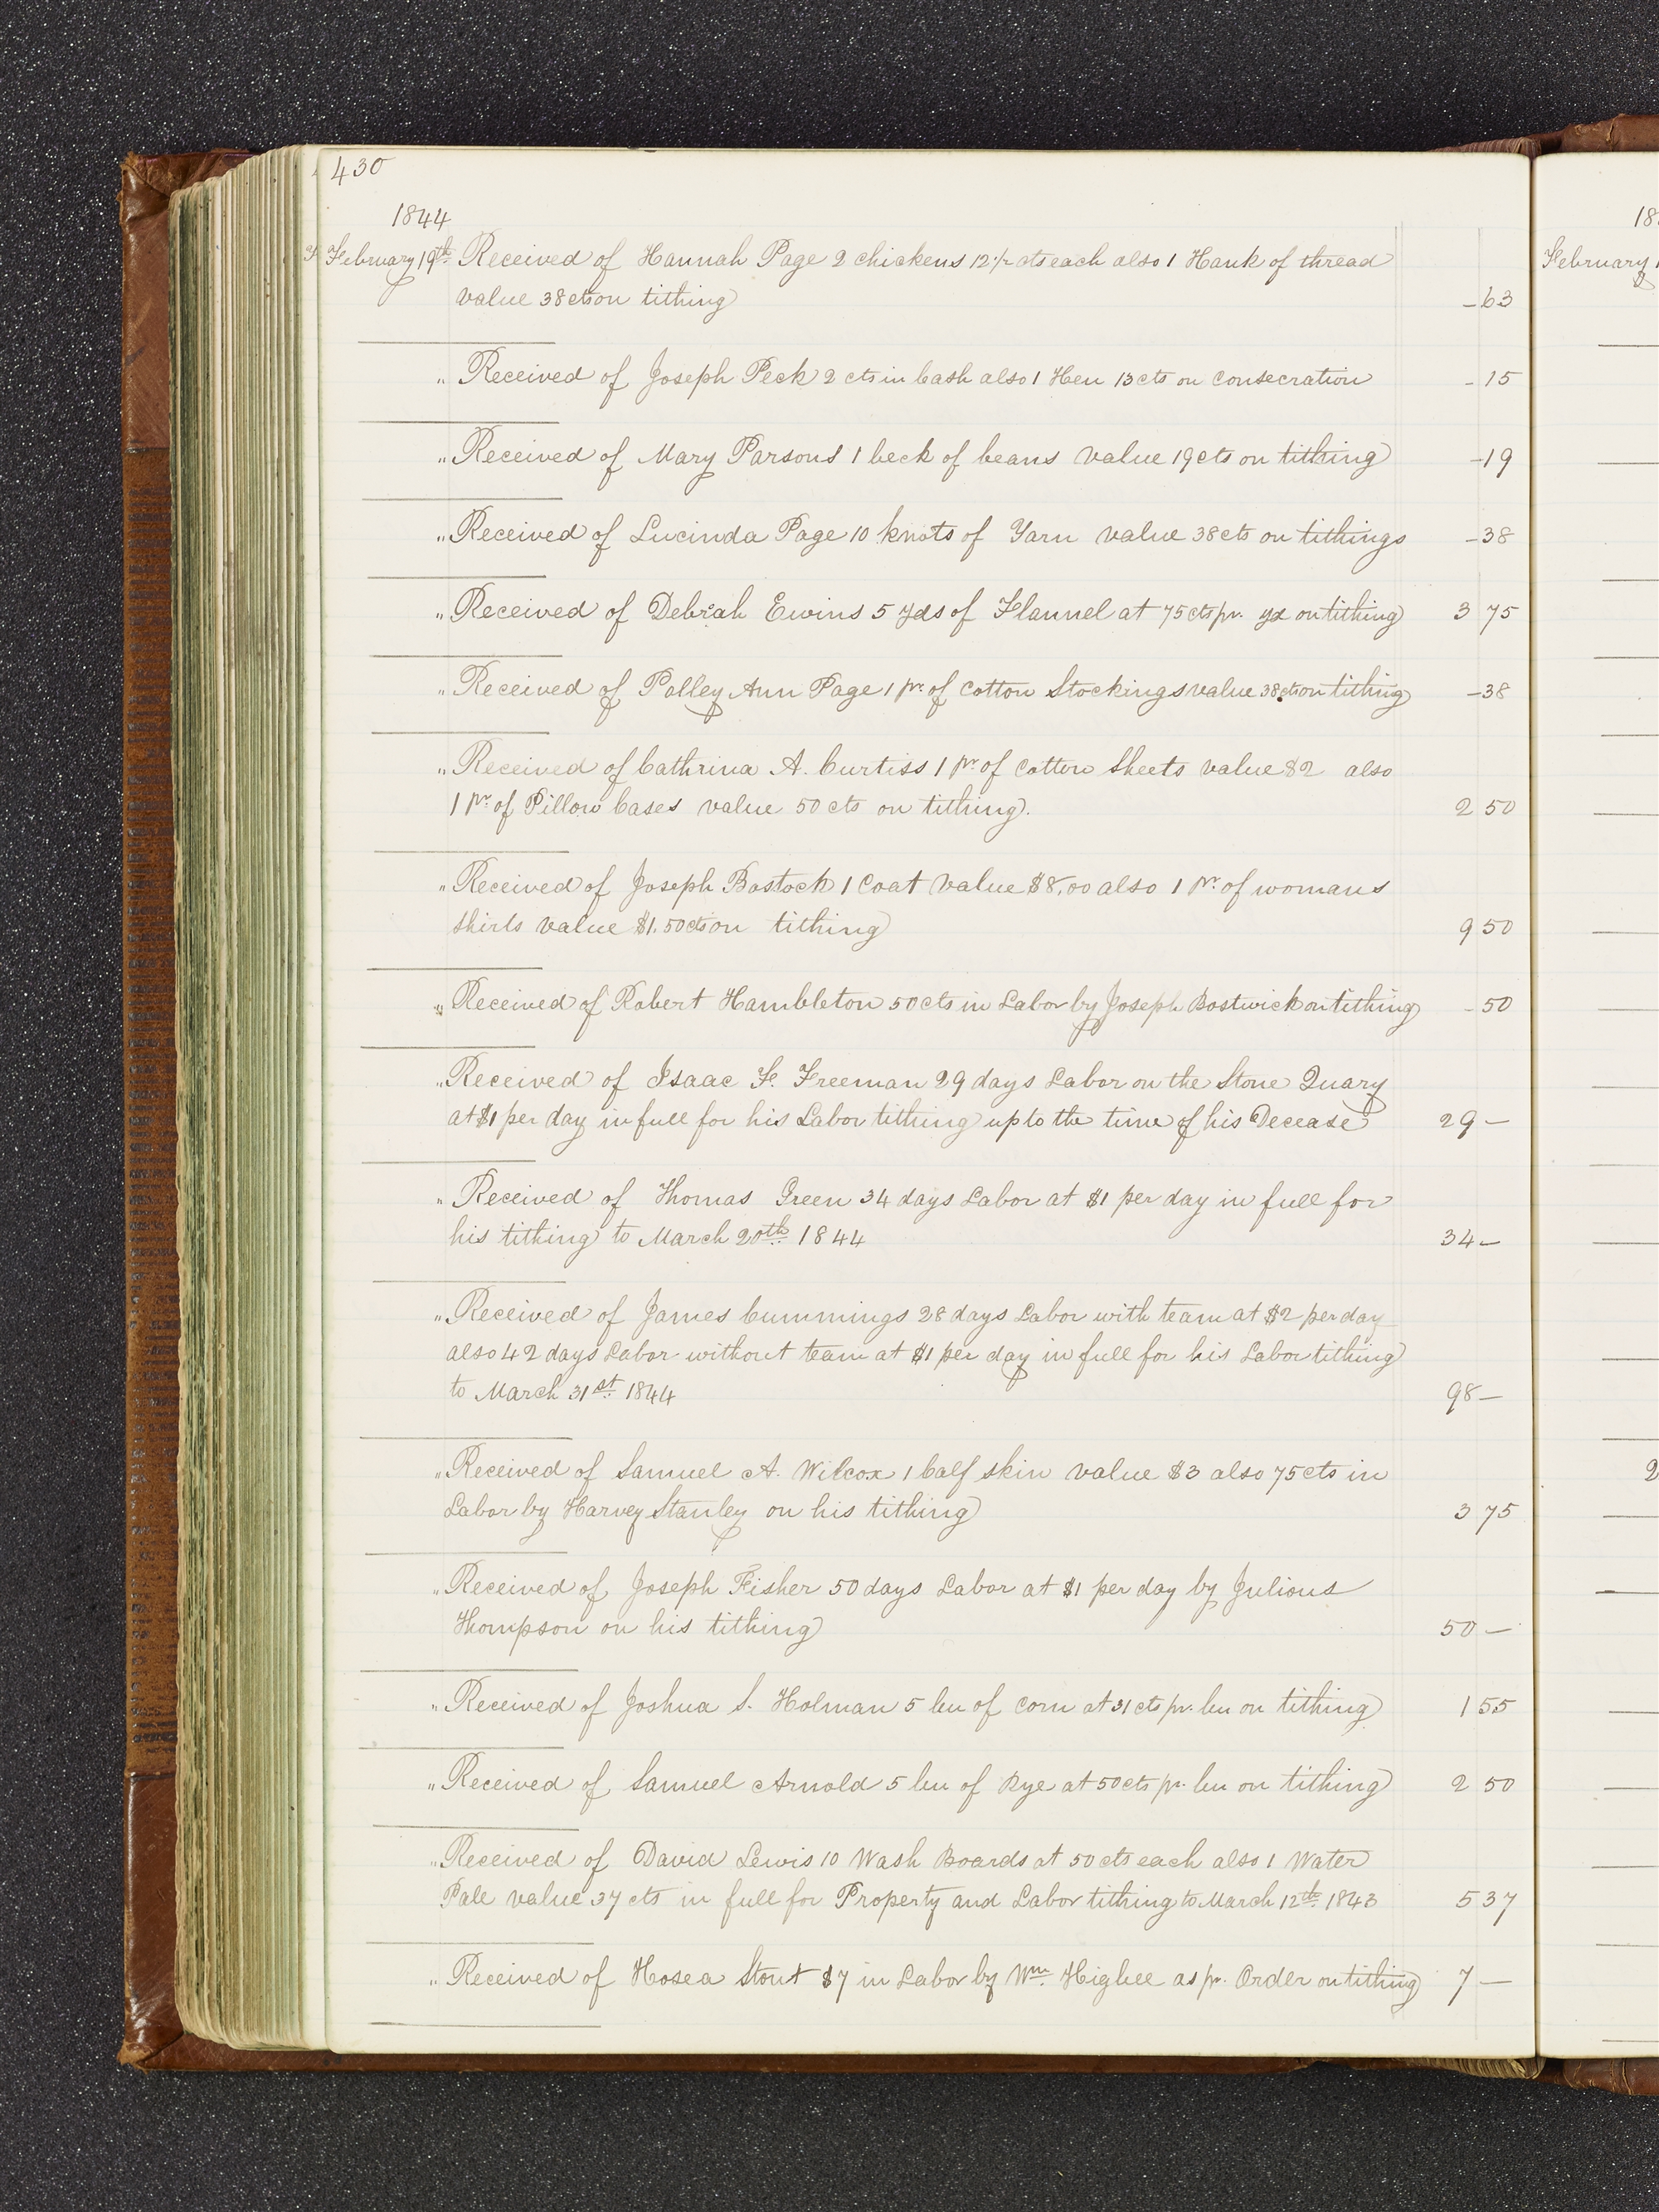 430
1844
February 19th. Received of Hannah Page 2 chickens 12 1/2 cts each also 1 Hank of thread
value 38 cts on tithing -63
" Received of Joseph Peck 2 cts in Cash also 1 Hen 13 cts on Consecration -15
" Received of Mary Parsons 1 beck of beans value 19 cts on tithing -19
" Received of Lucinda Page 10 knots of Yarn value 38 cts on tithings -38
" Received of Debrah Ewins 5 yds of Flannel at 75 cts pr. yd on tithing 3 75
" Received of Polley Ann Page 1 pr. of Cotton Stockings value 38 cts on tithing -38
" Received of Cathrina A. Curtiss 1 pr. of Cotton Sheets value $2 also
1 pr. of Pillow Cases value 50 cts on tithing. 2 50
" Received of Joseph Bostock 1 Coat value $8.00 also 1 pr. of womans
shirts value $1.50 cts on tithing 9 50
" Received of Robert Hambleton 50 cts in Labor by Joseph Bostwick on tithing -50
" Received of Isaac F. Freeman 29 days Labor on the Stone Quary
at $1 per day in full for his Labor tithing up to the time of his Decease 29 -
" Received of Thomas Green 34 days Labor at $1 per day in full for
his tithing to March 20th. 1844 34 -
" Received of James Cummings 28 days Labor with team at $2 per day
also 42 days Labor without team at $1 per day in full for his Labor tithing
to March 31st. 1844 98 -
" Received of Samuel A. Wilcox 1 Calf skin value $3 also 75 cts in
Labor by Harvey Stanley on his tithing 3 75
" Received of Joseph Fisher 50 days Labor at $1 per day by Julious
Thompson on his tithing 50 -
" Received of Joshua S. Holman 5 bu of Corn at 31 cts pr. bu on tithing 1 55
" Received of Samuel Arnold 5 bu of Rye at 50 cts pr. bu on tithing 2 50
" Received of David Lewis 10 Wash Boards at 50 cts each also 1 Water
Pale value 37 cts in full for Property and Labor tithing to March 12th. 1843 5 37
" Received of Hosea Stout $7 in Labor by Wm. Higbee as pr. Order on tithing 7 -
18
February 1
2